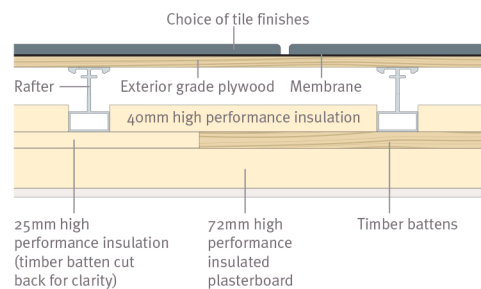 Choice of tile finishes
Rafter
Exterior grade plywood
Membrane
40mm high performance insulation
25mm high
performance insulation
(timber batten cut
back for clarity)
72mm high
performance
insulated
plasterboard
Timber battens